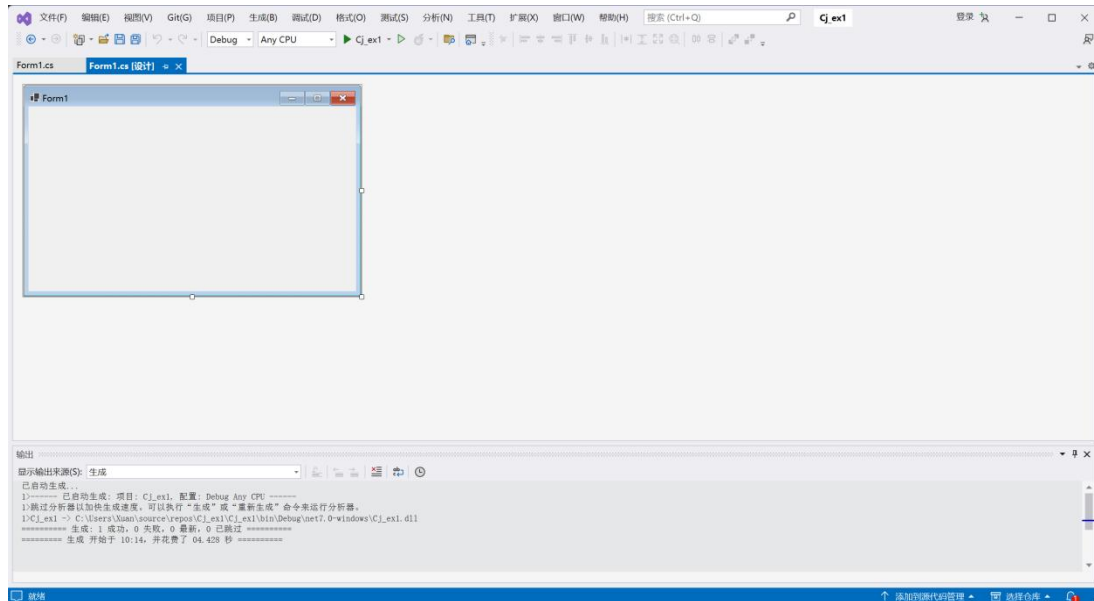 文件(F) 编辑(E) 视图(V) Git(G) 项目(P) 生成(B) 调试(D) 格式(O) 测试(S) 分析(N) 工具(T) 扩展(X) 窗口(W) 帮助(H) 搜索 (Ctrl+Q) Cj_ex1 登录
Debug Any CPU Cj_ex1
Form1.cs Form1.cs [设计]
Form1
输出
显示输出来源(S): 生成
已启动生成...
1>------ 已启动生成: 项目: Cj_ex1, 配置: Debug Any CPU ------
1>跳过分析器以加快生成速度。可以执行“生成”或“重新生成”命令来运行分析器。
1>Cj_ex1 -> C:\Users\Xuan\source\repos\Cj_ex1\Cj_ex1\bin\Debug\net7.0-windows\Cj_ex1.dll
========== 生成: 1 成功，0 失败，0 最新，0 已跳过 ==========
========= 生成 开始于 10:14，并花费了 04.428 秒 ==========
就绪 添加到源代码管理 选择仓库